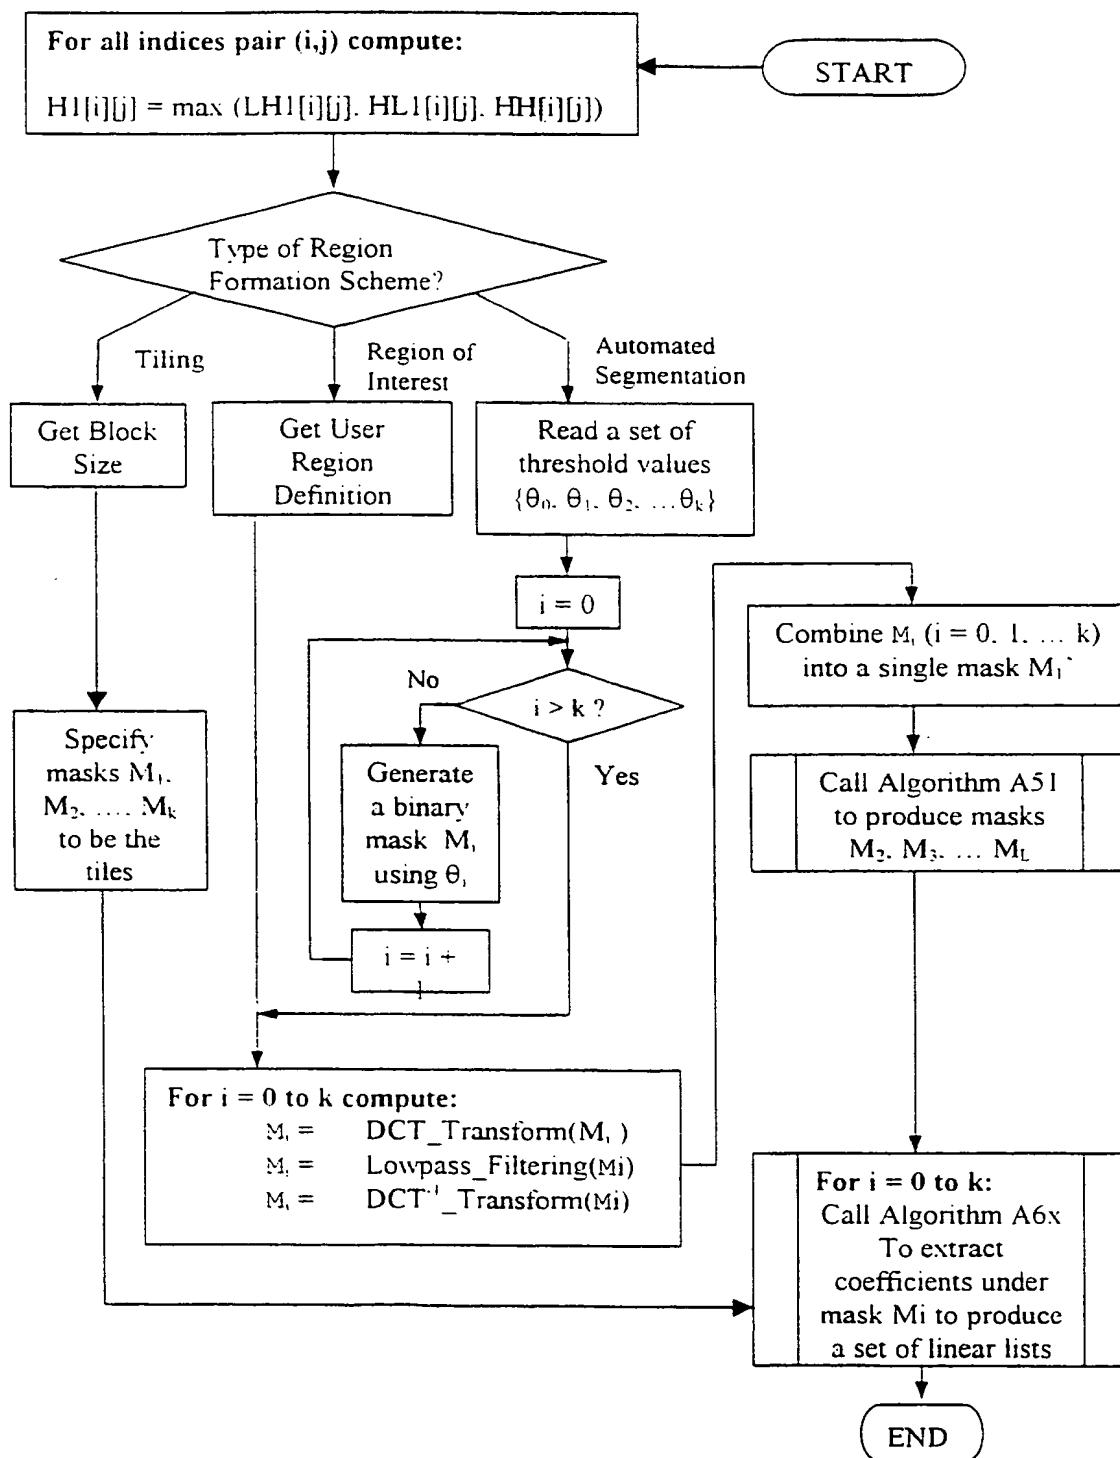 For all indices pair (i,j) compute:
H1[i][j] = max (LH1[i][j]. HL1[i][j]. HH[i][j])
START
Type of Region
Formation Scheme?
Tiling
Region of
Interest
Automated
Segmentation
Get Block
Size
Get User
Region
Definition
Read a set of
threshold values
{θ₀. θ₁. θ₂. ...θₖ}
i = 0
No
i > k ?
Yes
Specify
masks M₁.
M₂. .... Mₖ
to be the
tiles
Generate
a binary
mask Mᵢ
using θᵢ
i = i +
1
Combine Mᵢ (i = 0. 1. ... k)
into a single mask M₁`
Call Algorithm A51
to produce masks
M₂. M₃. ... M_L
For i = 0 to k compute:
Mᵢ = DCT_Transform(Mᵢ )
Mᵢ = Lowpass_Filtering(Mi)
Mᵢ = DCT⁻¹_Transform(Mi)
For i = 0 to k:
Call Algorithm A6x
To extract
coefficients under
mask Mi to produce
a set of linear lists
END